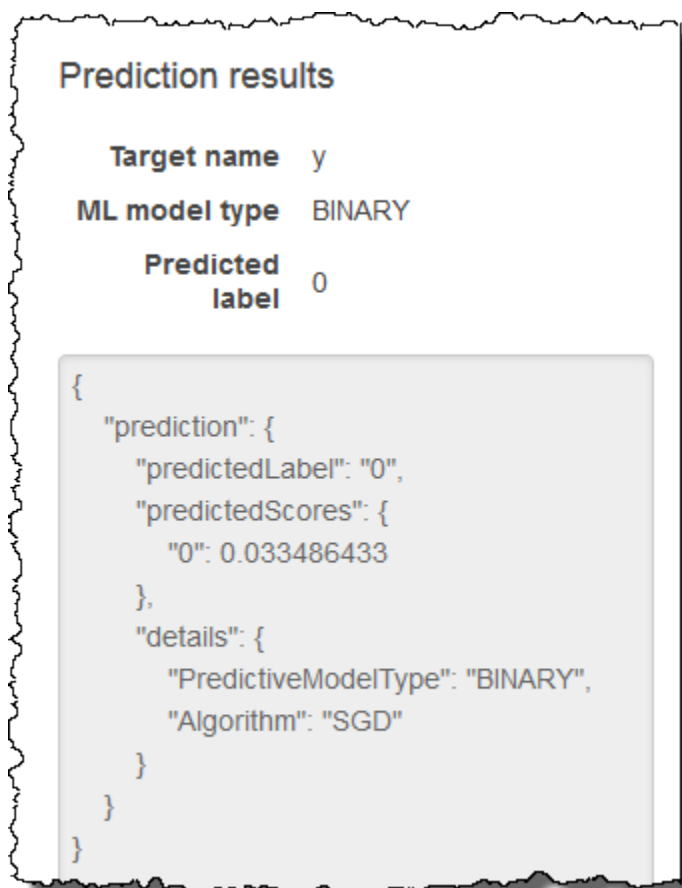 Prediction results
Target name y
ML model type BINARY
Predicted
label 0
{
"prediction": {
"predictedLabel": "0",
"predictedScores": {
"0": 0.033486433
},
"details": {
"PredictiveModelType": "BINARY",
"Algorithm": "SGD"
}
}
}